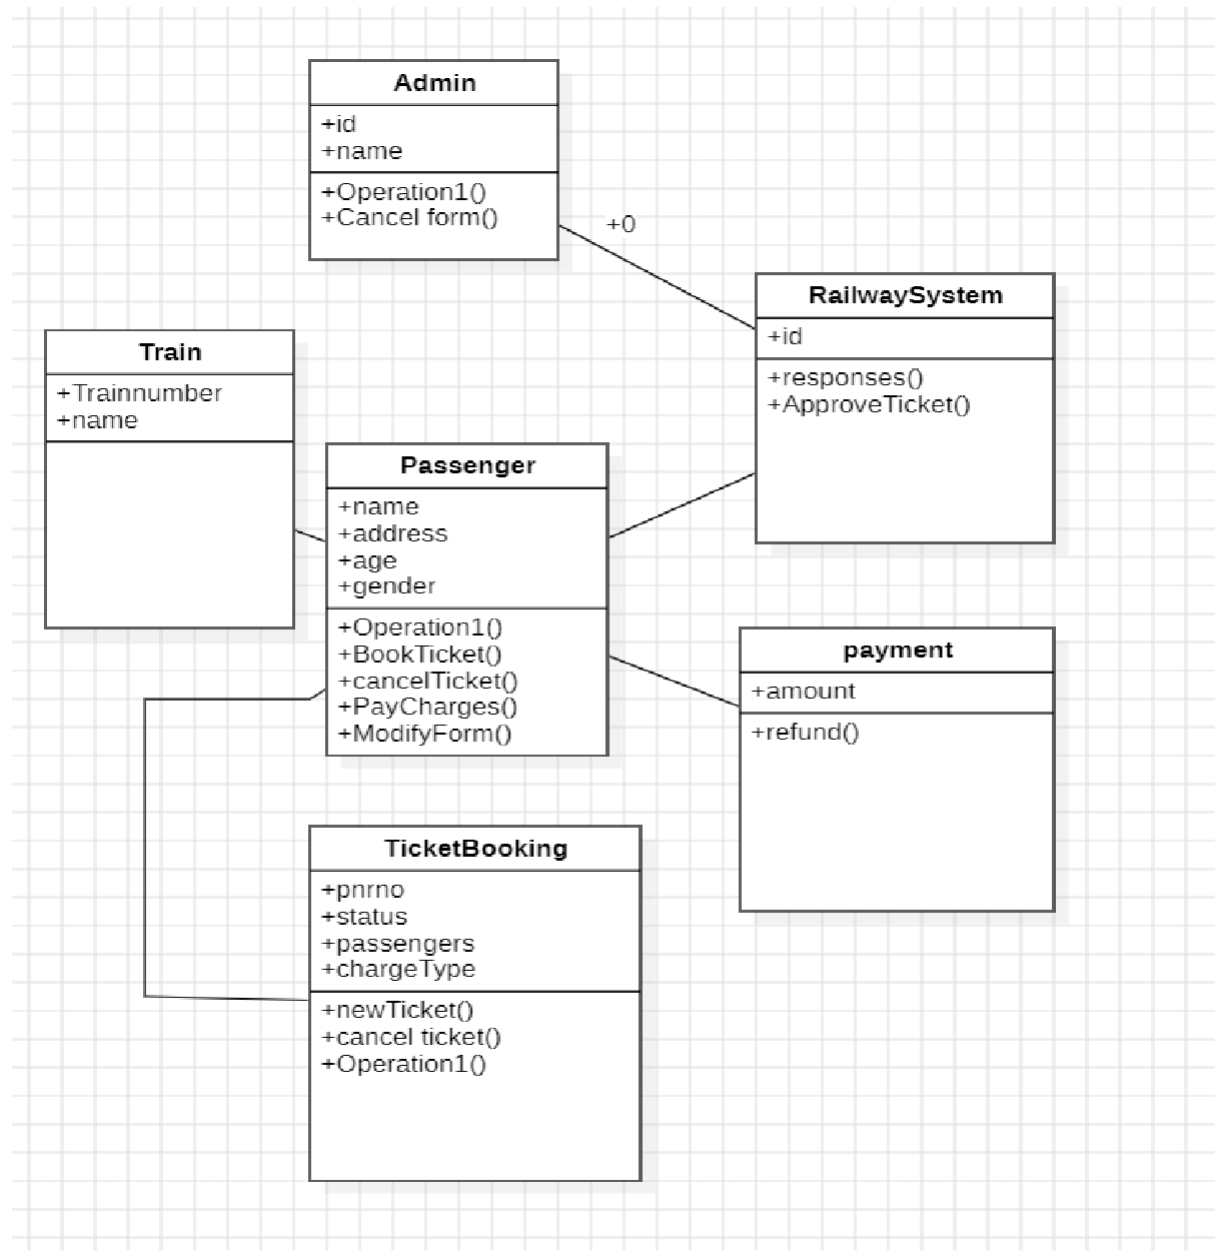 Admin
+id
+name
+Operation1()
+Cancel form()
+0
RailwaySystem
+id
+responses()
+ApproveTicket()
Train
+Trainnumber
+name
Passenger
+name
+address
+age
+gender
+Operation1()
+BookTicket()
+cancelTicket()
+PayCharges()
+ModifyForm()
payment
+amount
+refund()
TicketBooking
+pnrno
+status
+passengers
+chargeType
+newTicket()
+cancel ticket()
+Operation1()